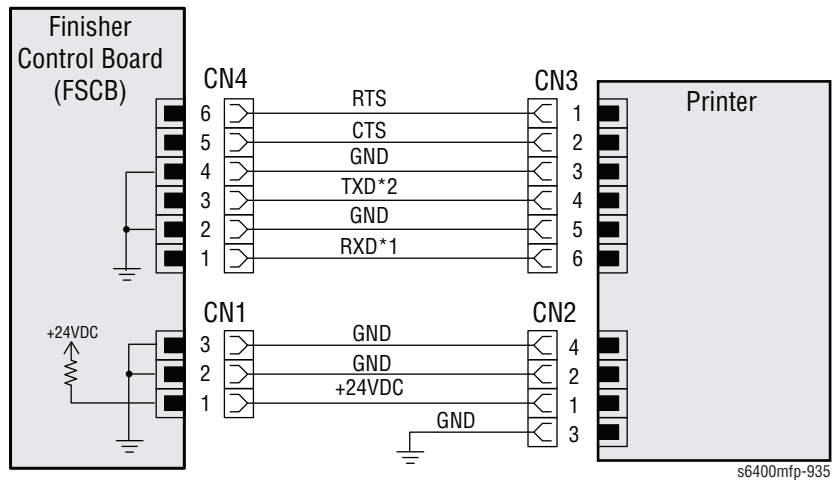 Finisher
Control Board
(FSCB)
CN4
CN3
Printer
6 RTS 1
5 CTS 2
4 GND 3
3 TXD*2 4
2 GND 5
1 RXD*1 6
CN1
CN2
+24VDC
3 GND 4
2 GND 2
1 +24VDC 1
GND 3
s6400mfp-935